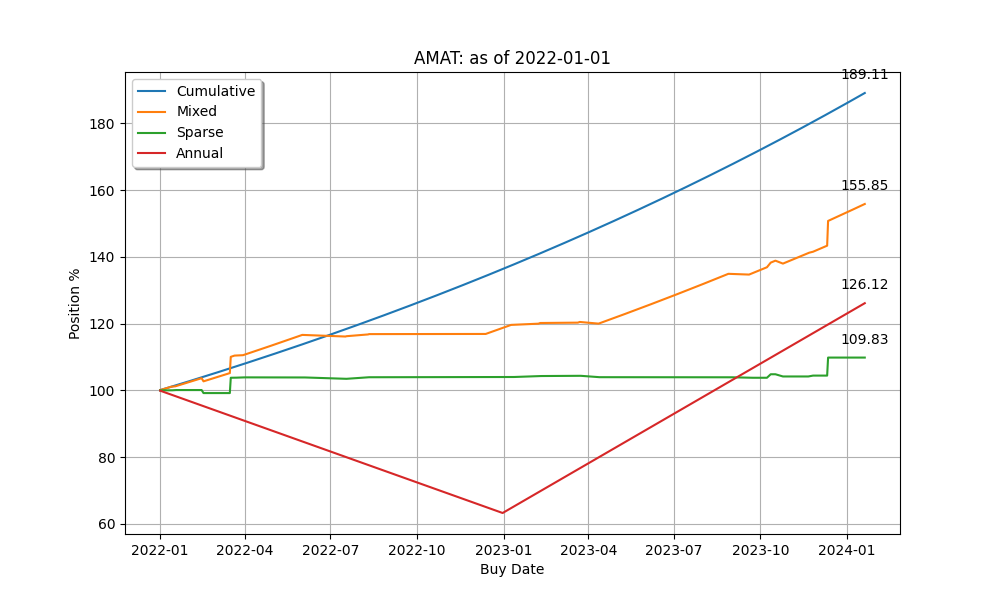 AMAT: as of 2022-01-01
Cumulative
Mixed
Sparse
Annual
189.11
155.85
126.12
109.83
Position %
180
160
140
120
100
80
60
2022-01
2022-04
2022-07
2022-10
2023-01
2023-04
2023-07
2023-10
2024-01
Buy Date